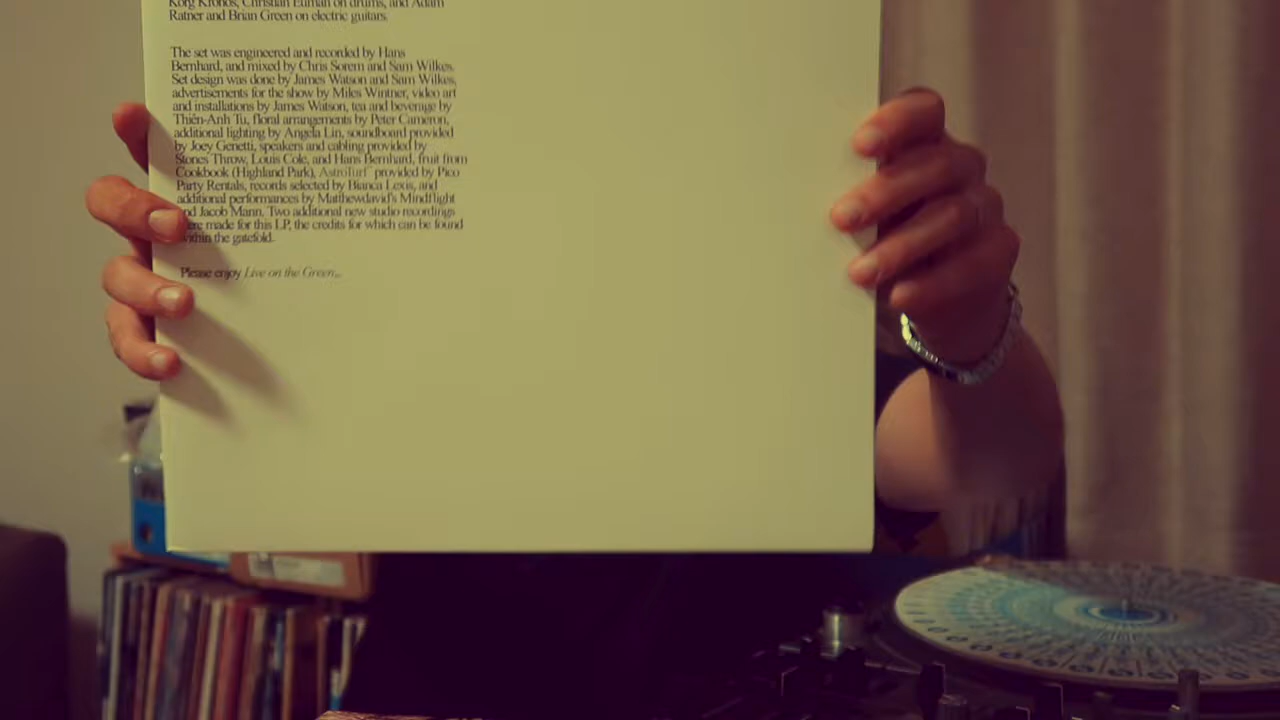 Korg Kronos, Christian Euman on drums, and Adam
Ratner and Brian Green on electric guitars.
The set was engineered and recorded by Hans
Bernhard, and mixed by Chris Sorem and Sam Wilkes.
Set design was done by James Watson and Sam Wilkes,
advertisements for the show by Miles Wintner, video art
and installations by James Watson, tea and beverage by
Thiên-Anh Tu, floral arrangements by Peter Cameron,
additional lighting by Angela Lin, soundboard provided
by Joey Genetti, speakers and cabling provided by
Stones Throw, Louis Cole, and Hans Bernhard, fruit from
Cookbook (Highland Park), AstroTurf provided by Pico
Party Rentals, records selected by Bianca Lexis, and
additional performances by Matthewdavid's Mindflight
and Jacob Mann. Two additional new studio recordings
were made for this LP, the credits for which can be found
within the gatefold.
Please enjoy Live on the Green.